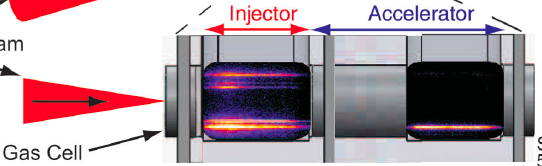 Injector
Accelerator
am
Gas Cell